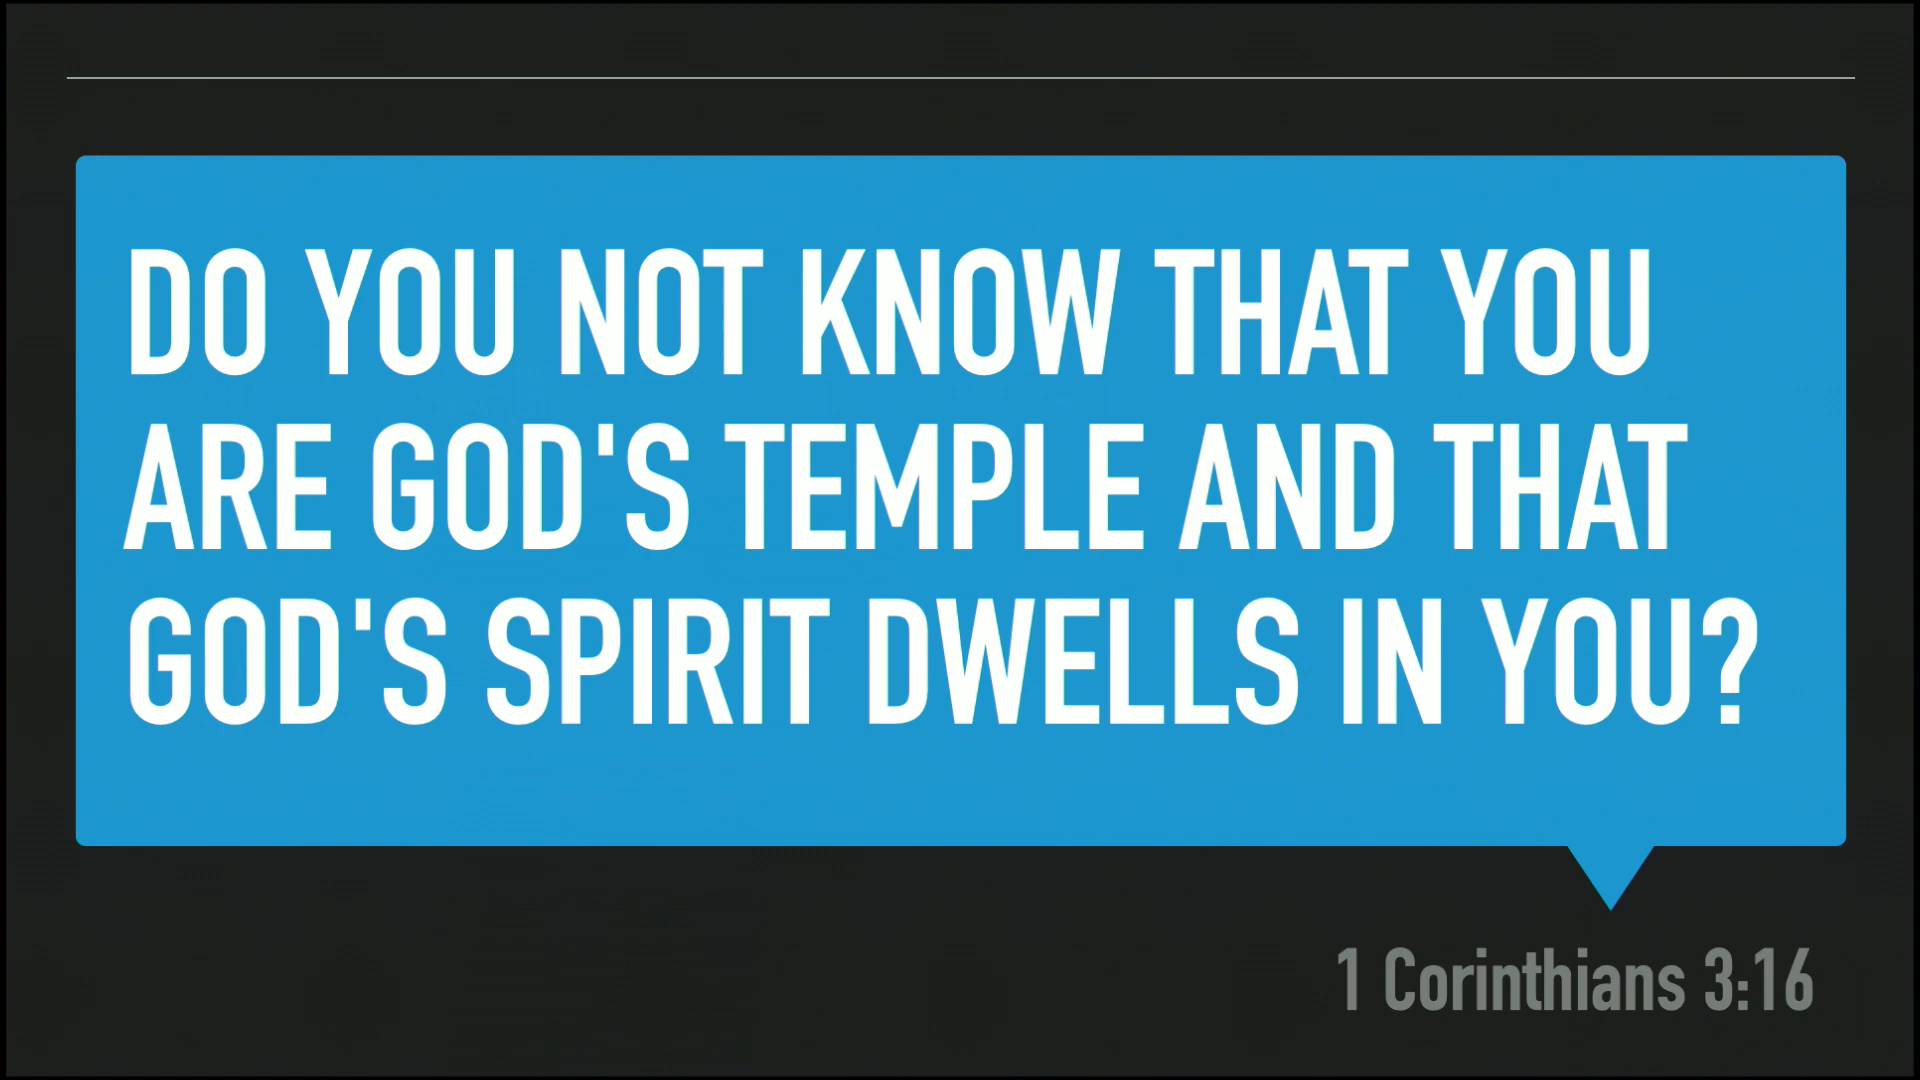 DO YOU NOT KNOW THAT YOU
ARE GOD'S TEMPLE AND THAT
GOD'S SPIRIT DWELLS IN YOU?
1 Corinthians 3:16